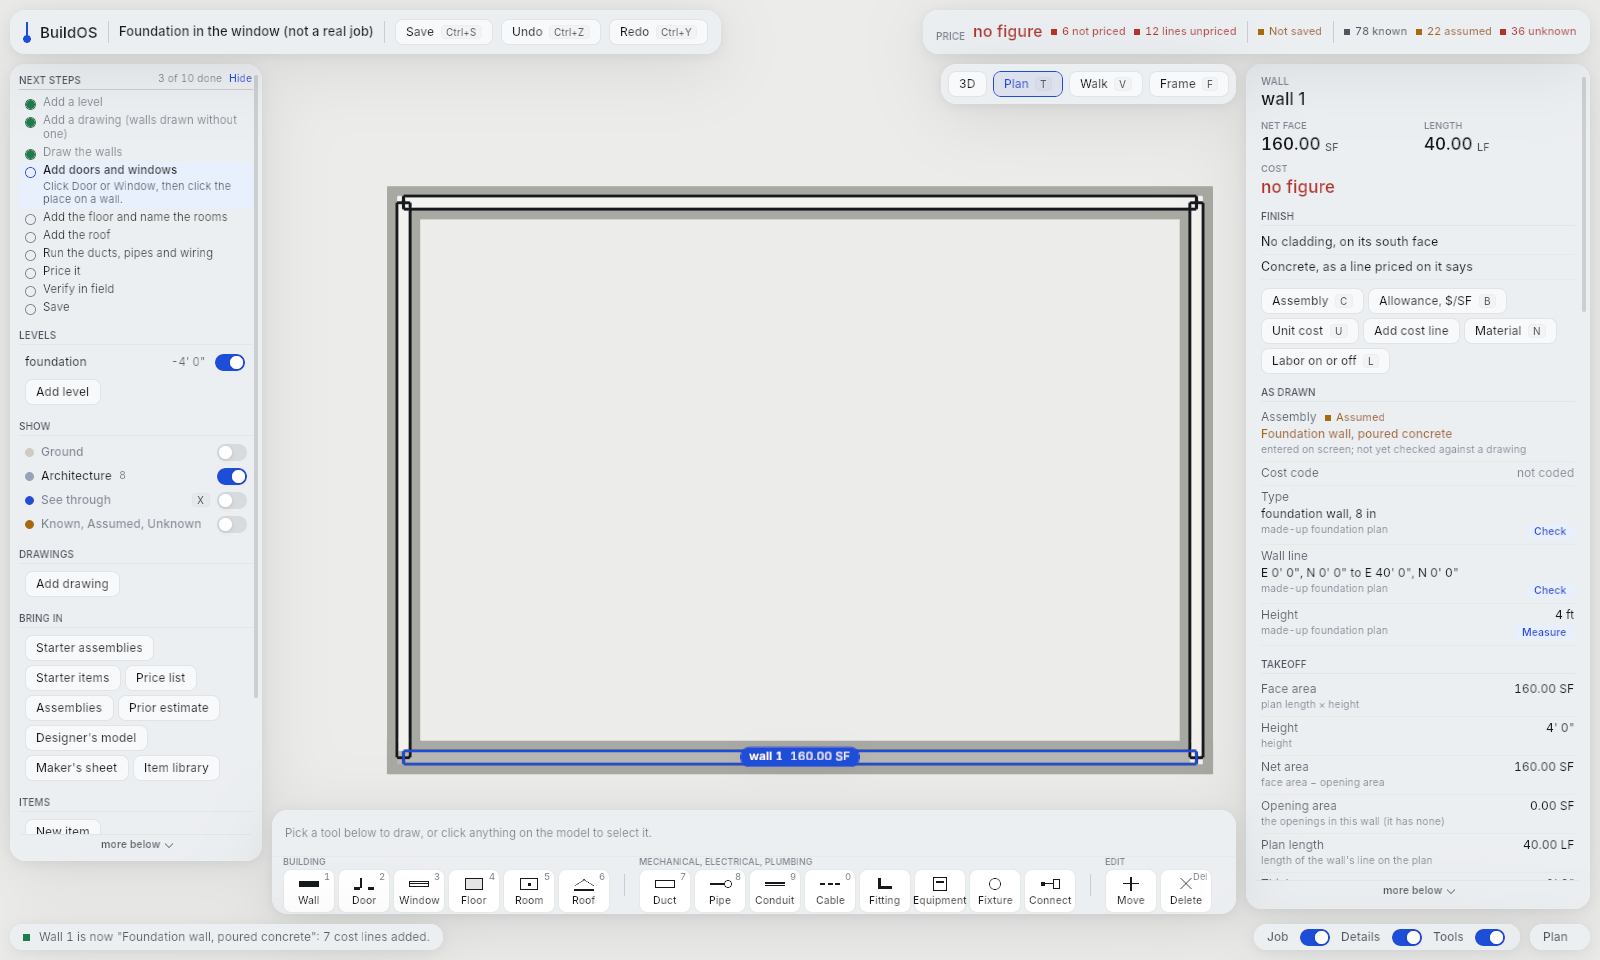 BuildOS
Foundation in the window (not a real job)
Save Ctrl+S
Undo Ctrl+Z
Redo Ctrl+Y
PRICE no figure
6 not priced
12 lines unpriced
Not saved
78 known
22 assumed
36 unknown
NEXT STEPS 3 of 10 done Hide
Add a level
Add a drawing (walls drawn without
one)
Draw the walls
Add doors and windows
Click Door or Window, then click the
place on a wall.
Add the floor and name the rooms
Add the roof
Run the ducts, pipes and wiring
Price it
Verify in field
Save
LEVELS
foundation -4' 0"
Add level
SHOW
Ground
Architecture 8
See through X
Known, Assumed, Unknown
DRAWINGS
Add drawing
BRING IN
Starter assemblies
Starter items Price list
Assemblies Prior estimate
Designer's model
Maker's sheet Item library
ITEMS
New item
more below
3D
Plan T
Walk V
Frame F
wall 1 160.00 SF
Pick a tool below to draw, or click anything on the model to select it.
BUILDING
1 Wall
2 Door
3 Window
4 Floor
5 Room
6 Roof
MECHANICAL, ELECTRICAL, PLUMBING
7 Duct
8 Pipe
9 Conduit
0 Cable
Fitting
Equipment
Fixture
Connect
EDIT
Move
Del Delete
WALL
wall 1
NET FACE LENGTH
160.00 SF 40.00 LF
COST
no figure
FINISH
No cladding, on its south face
Concrete, as a line priced on it says
Assembly C Allowance, $/SF B
Unit cost U Add cost line Material N
Labor on or off L
AS DRAWN
Assembly Assumed
Foundation wall, poured concrete
entered on screen; not yet checked against a drawing
Cost code not coded
Type
foundation wall, 8 in
made-up foundation plan Check
Wall line
E 0' 0", N 0' 0" to E 40' 0", N 0' 0"
made-up foundation plan Check
Height 4 ft
made-up foundation plan Measure
TAKEOFF
Face area 160.00 SF
plan length × height
Height 4' 0"
height
Net area 160.00 SF
face area − opening area
Opening area 0.00 SF
the openings in this wall (it has none)
Plan length 40.00 LF
length of the wall's line on the plan
more below
Wall 1 is now "Foundation wall, poured concrete": 7 cost lines added.
Job Details Tools Plan